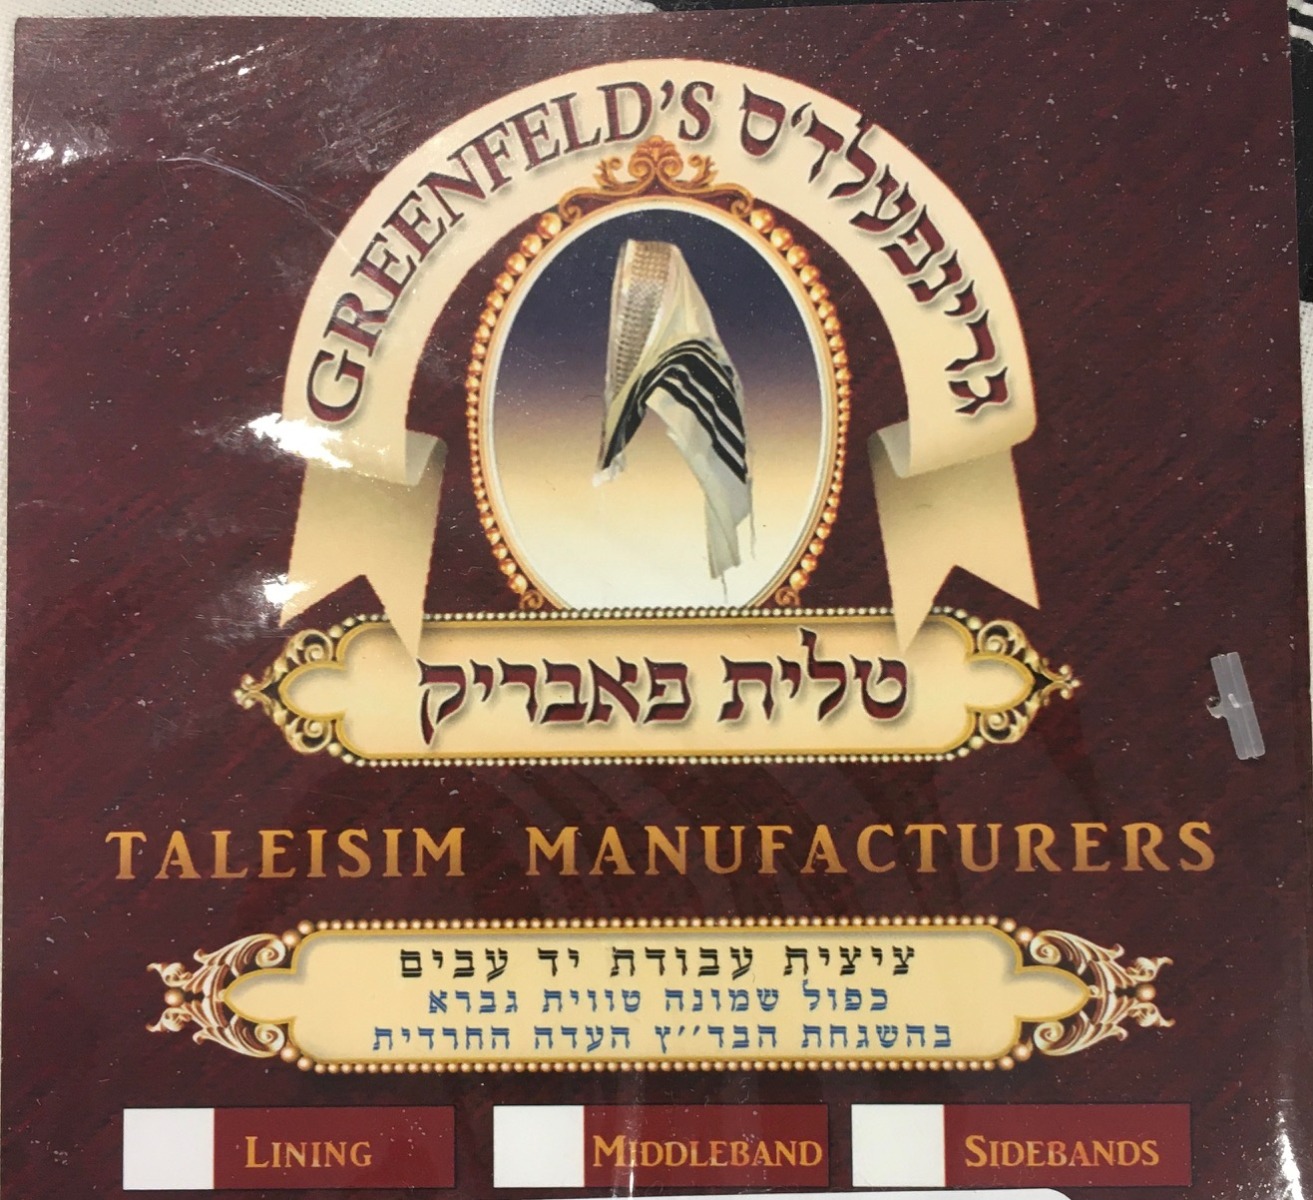 GREENFELD'S גרינפעלד'ס
טלית פאבריק
TALEISIM MANUFACTURERS
ציצית עבודת יד עבים
כפול שמונה טווית גברא
בהשגחת הבד''ץ העדה החרדית
LINING
MIDDLEBAND
SIDEBANDS